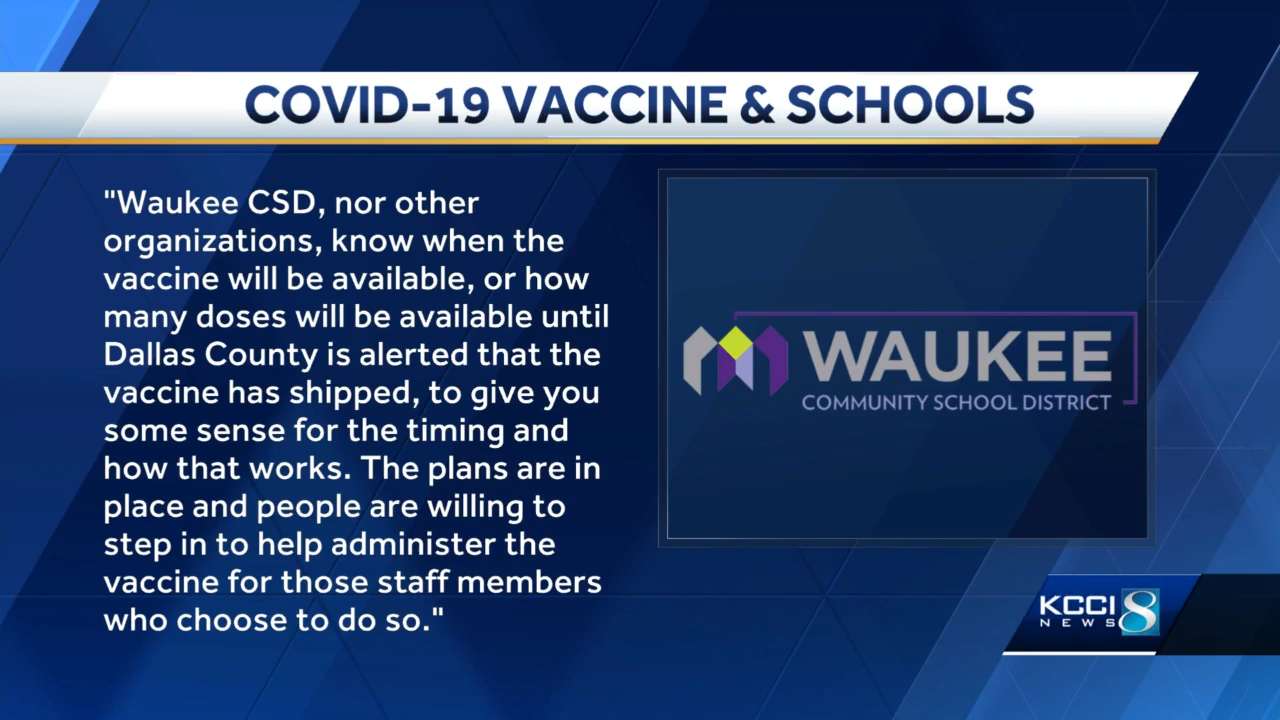 COVID-19 VACCINE & SCHOOLS
"Waukee CSD, nor other
organizations, know when the
vaccine will be available, or how
many doses will be available until
Dallas County is alerted that the
vaccine has shipped, to give you
some sense for the timing and
how that works. The plans are in
place and people are willing to
step in to help administer the
vaccine for those staff members
who choose to do so."
WAUKEE
COMMUNITY SCHOOL DISTRICT
KCCI 8
NEWS